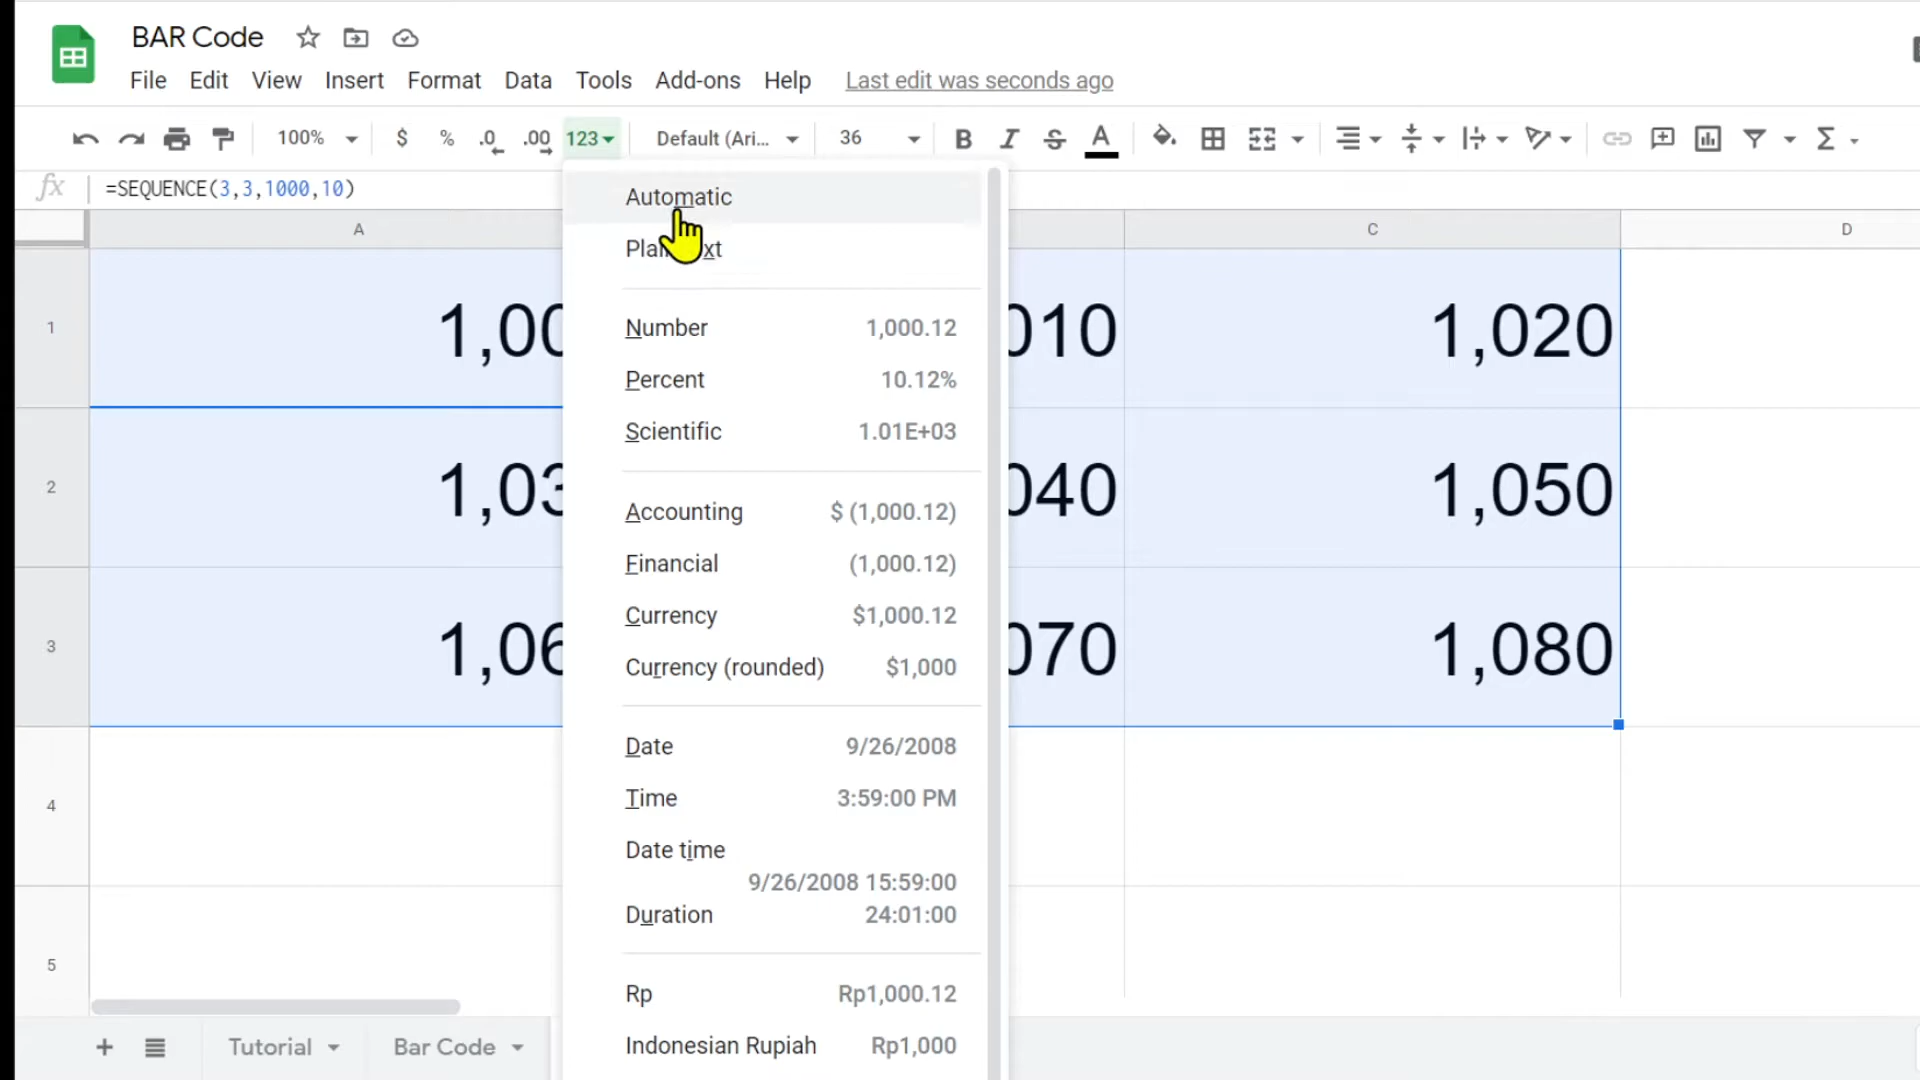 BAR Code
File Edit View Insert Format Data Tools Add-ons Help Last edit was seconds ago
100% $ % .0 .00 123 Default (Ari... 36 B I S A Σ
fx =SEQUENCE(3,3,1000,10)
A C D
Automatic
Number 1,000.12
Percent 10.12%
Scientific 1.01E+03
Accounting $ (1,000.12)
Financial (1,000.12)
Currency $1,000.12
Currency (rounded) $1,000
Date 9/26/2008
Time 3:59:00 PM
Date time
9/26/2008 15:59:00
Duration 24:01:00
Rp Rp1,000.12
Indonesian Rupiah Rp1,000
1 1,020
2 1,050
3 1,080
4
5
+ Tutorial Bar Code